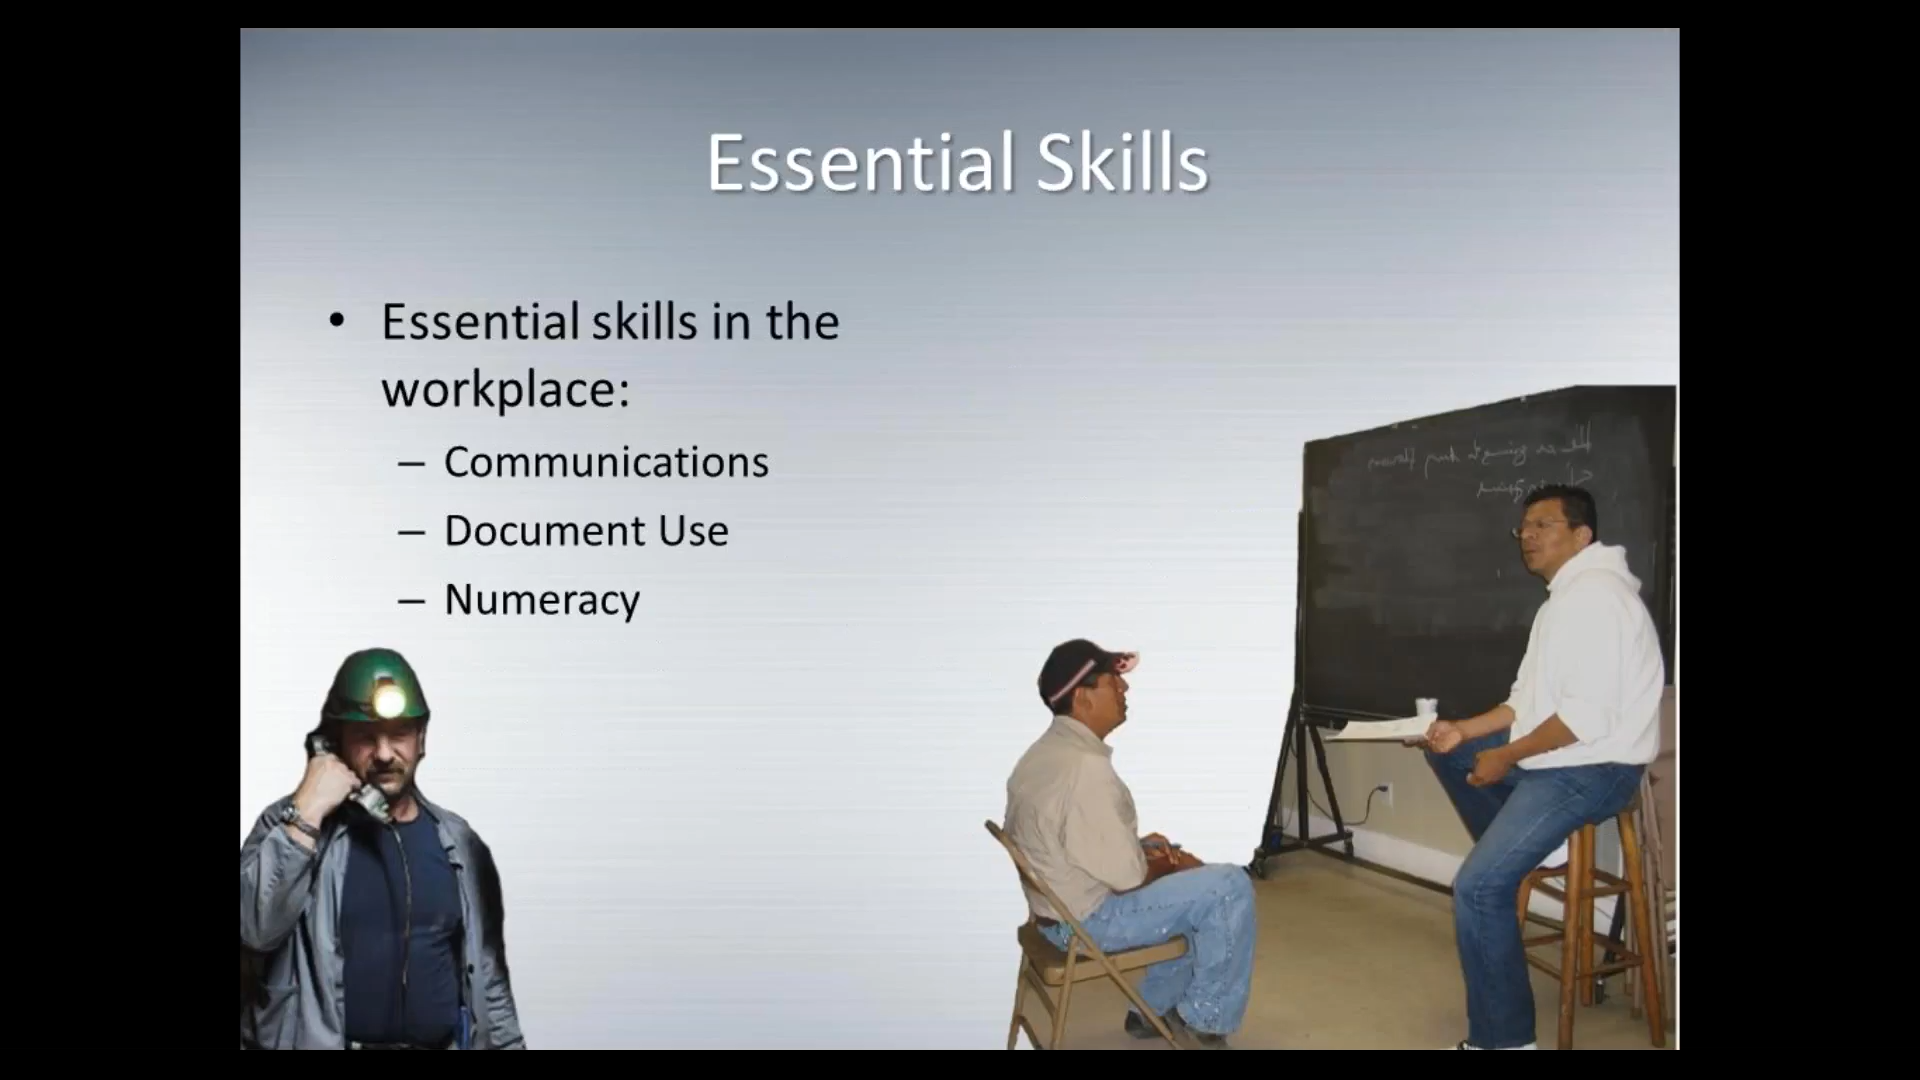 Essential Skills
• Essential skills in the
workplace:
– Communications
– Document Use
– Numeracy